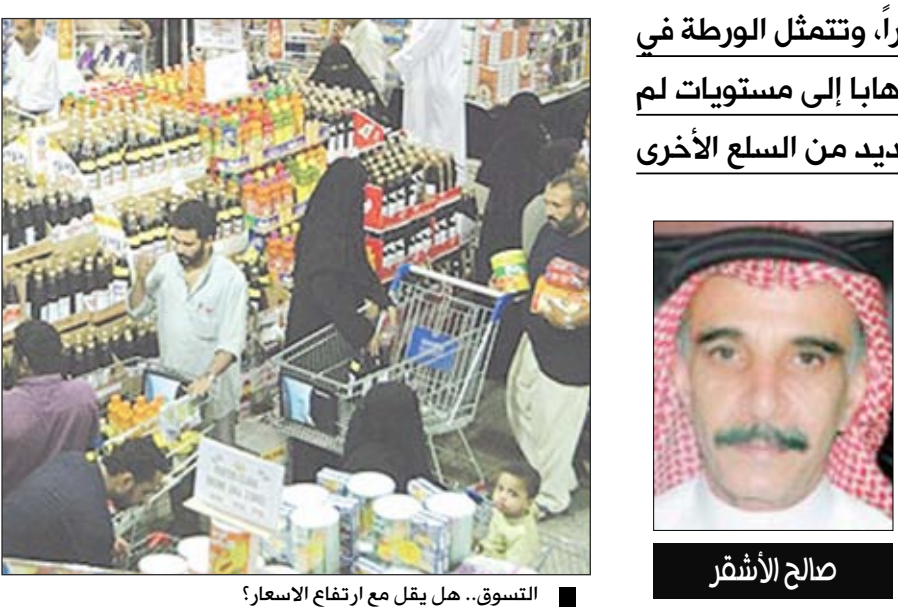 راً، وتتمثل الورطة في
هابا إلى مستويات لم
ديد من السلع الأخرى
صالح الأشقر
التسوق.. هل يقل مع ارتفاع الاسعار؟